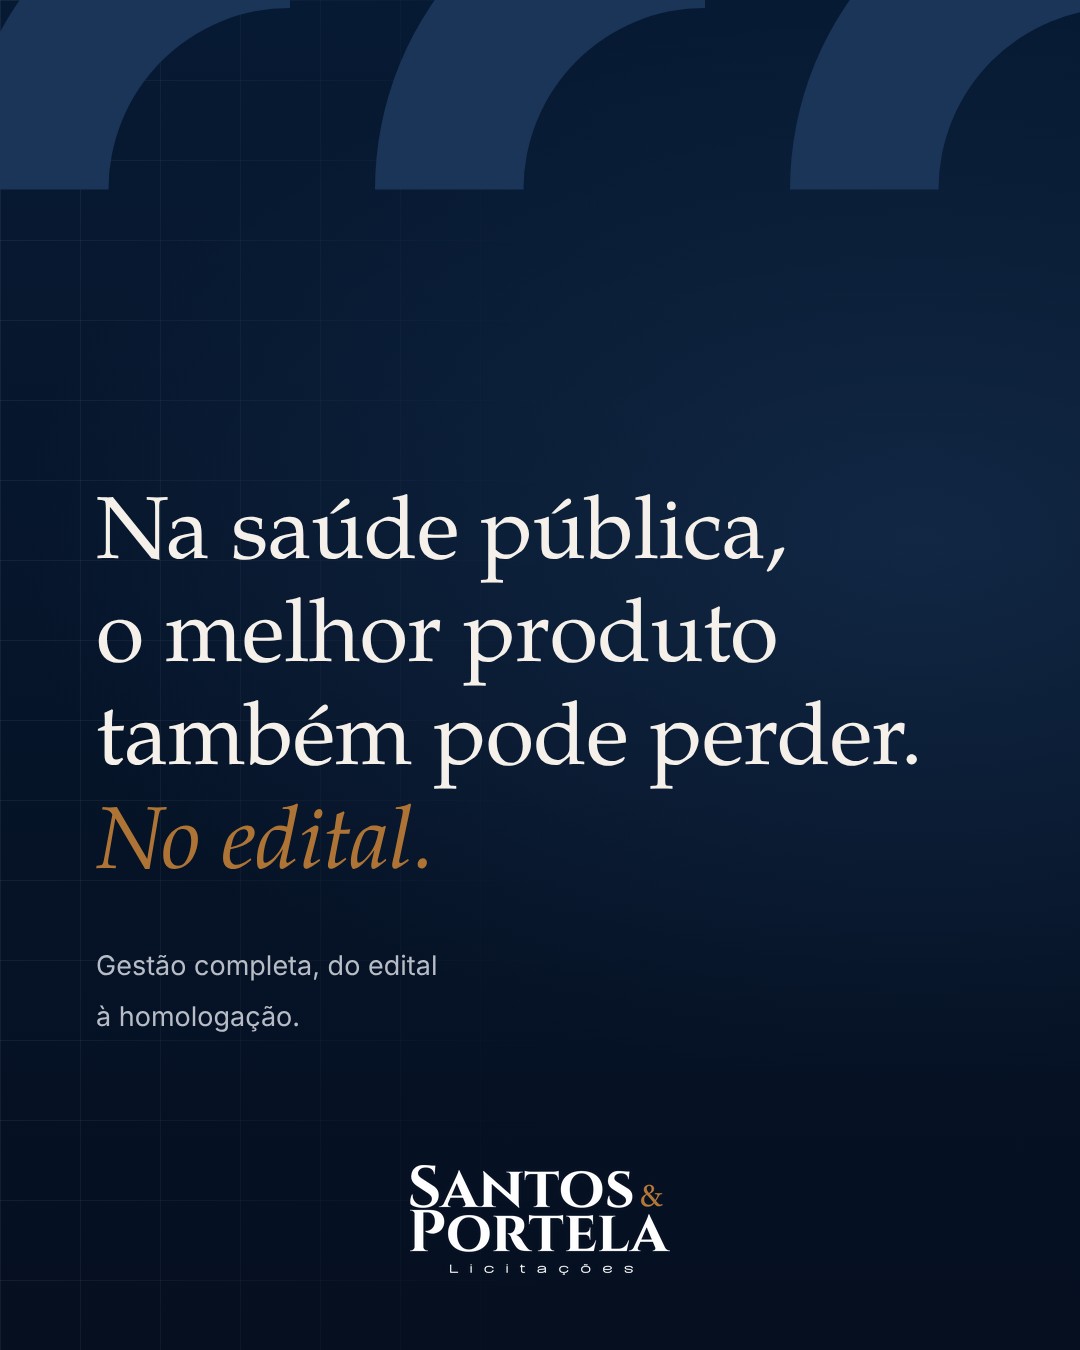 Na saúde pública,
o melhor produto
também pode perder.
No edital.
Gestão completa, do edital
à homologação.
SANTOS &
PORTELA
Licitações